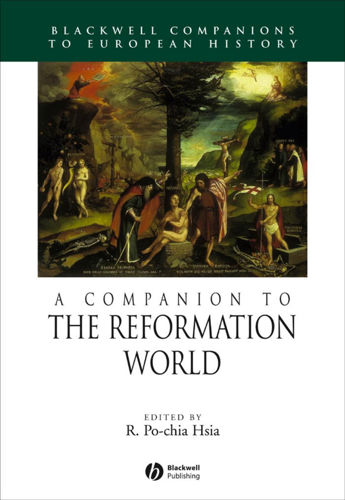 BLACKWELL COMPANIONS
TO EUROPEAN HISTORY
A COMPANION TO
THE REFORMATION
WORLD
EDITED BY
R. Po-chia Hsia
Blackwell
Publishing